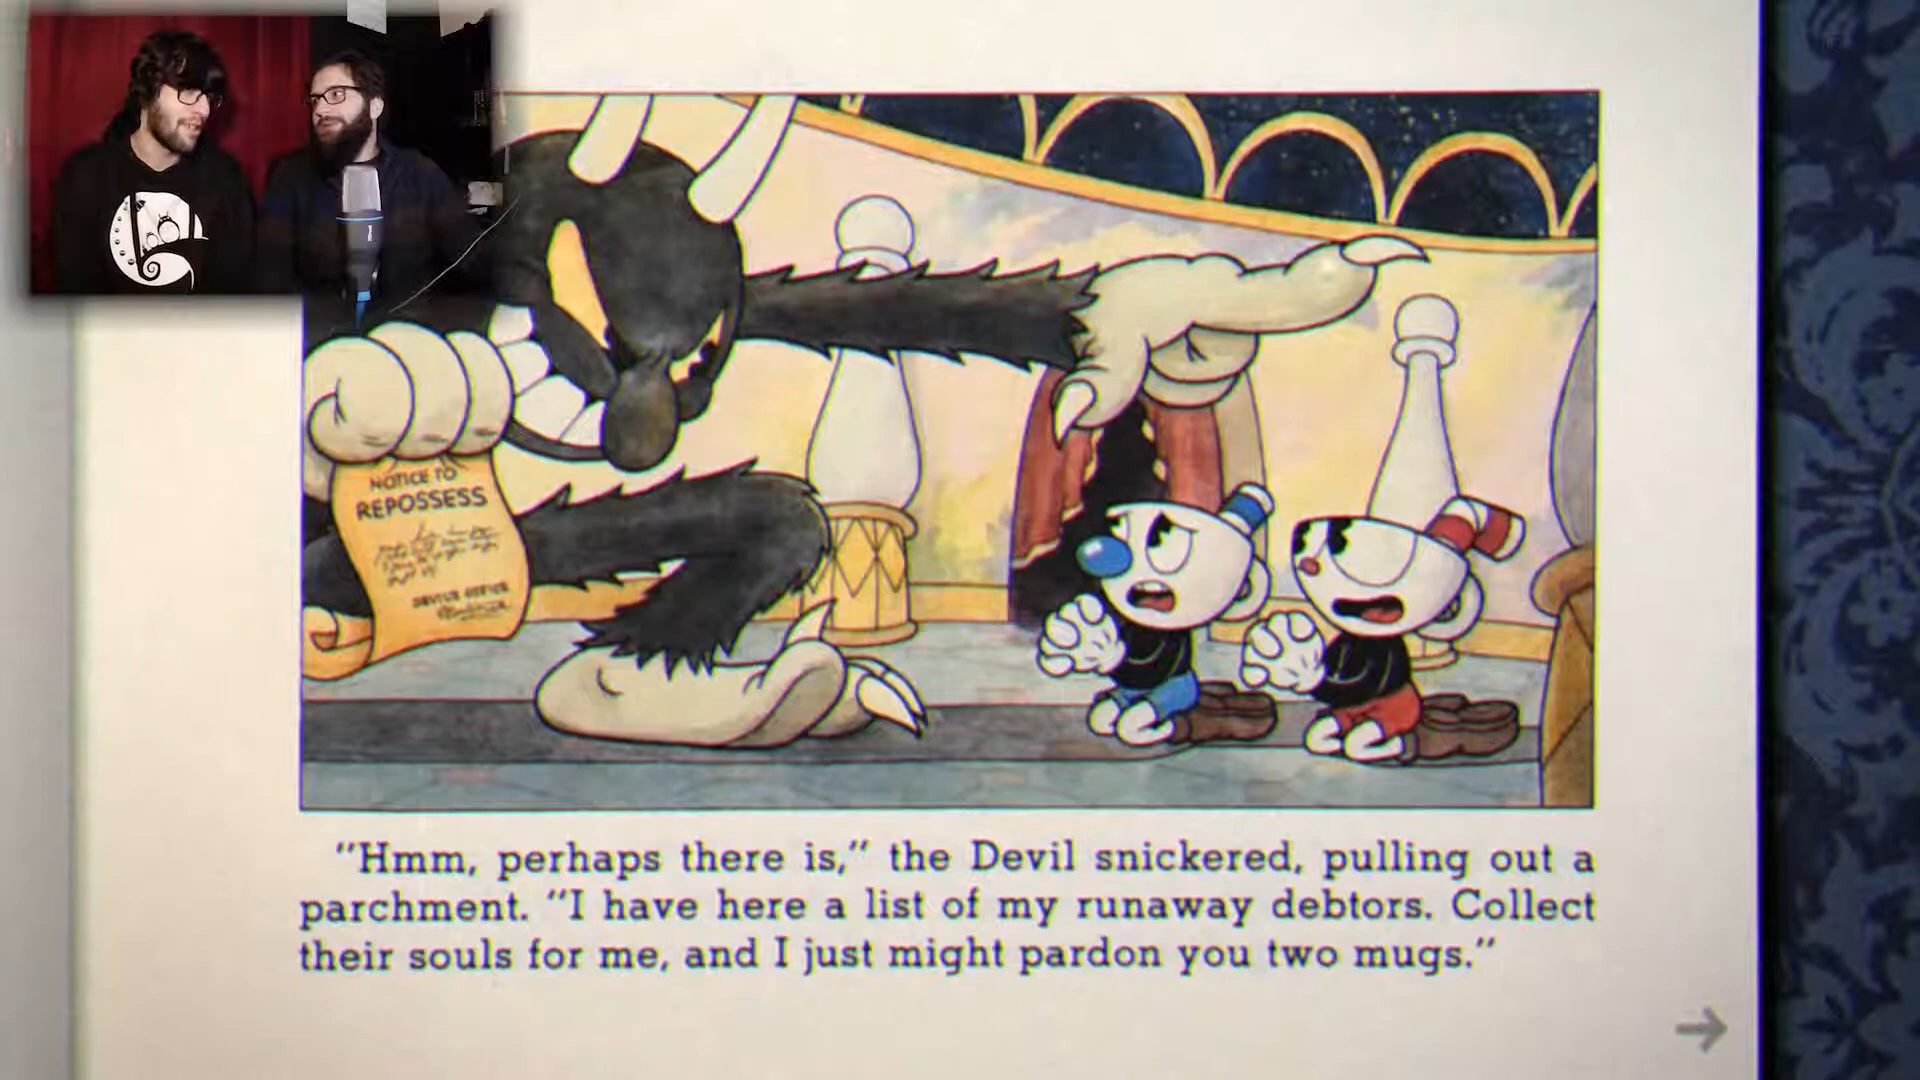 NOTICE TO
REPOSSESS
"Hmm, perhaps there is," the Devil snickered, pulling out a
parchment. "I have here a list of my runaway debtors. Collect
their souls for me, and I just might pardon you two mugs."